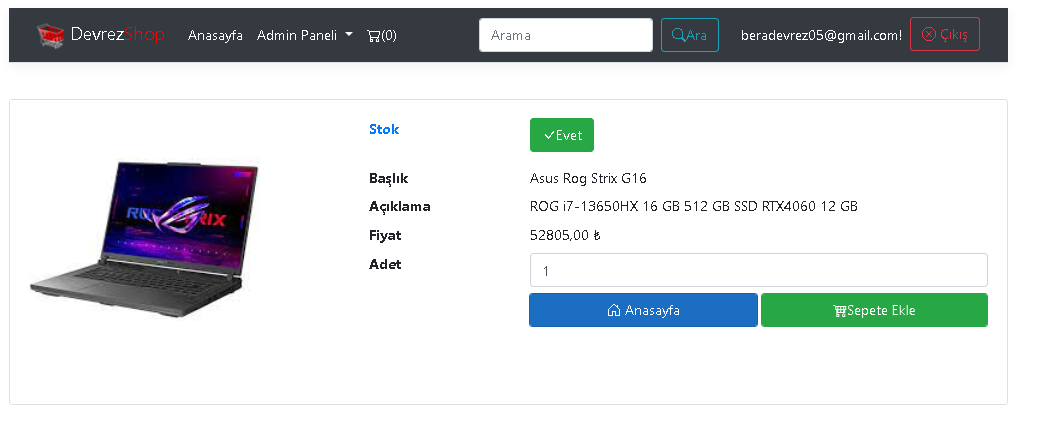 DevrezShop Anasayfa Admin Paneli (0) Arama Ara beradevrez05@gmail.com! Çıkış
Stok Evet
Başlık Asus Rog Strix G16
Açıklama ROG i7-13650HX 16 GB 512 GB SSD RTX4060 12 GB
Fiyat 52805,00 ₺
Adet 1
Anasayfa Sepete Ekle